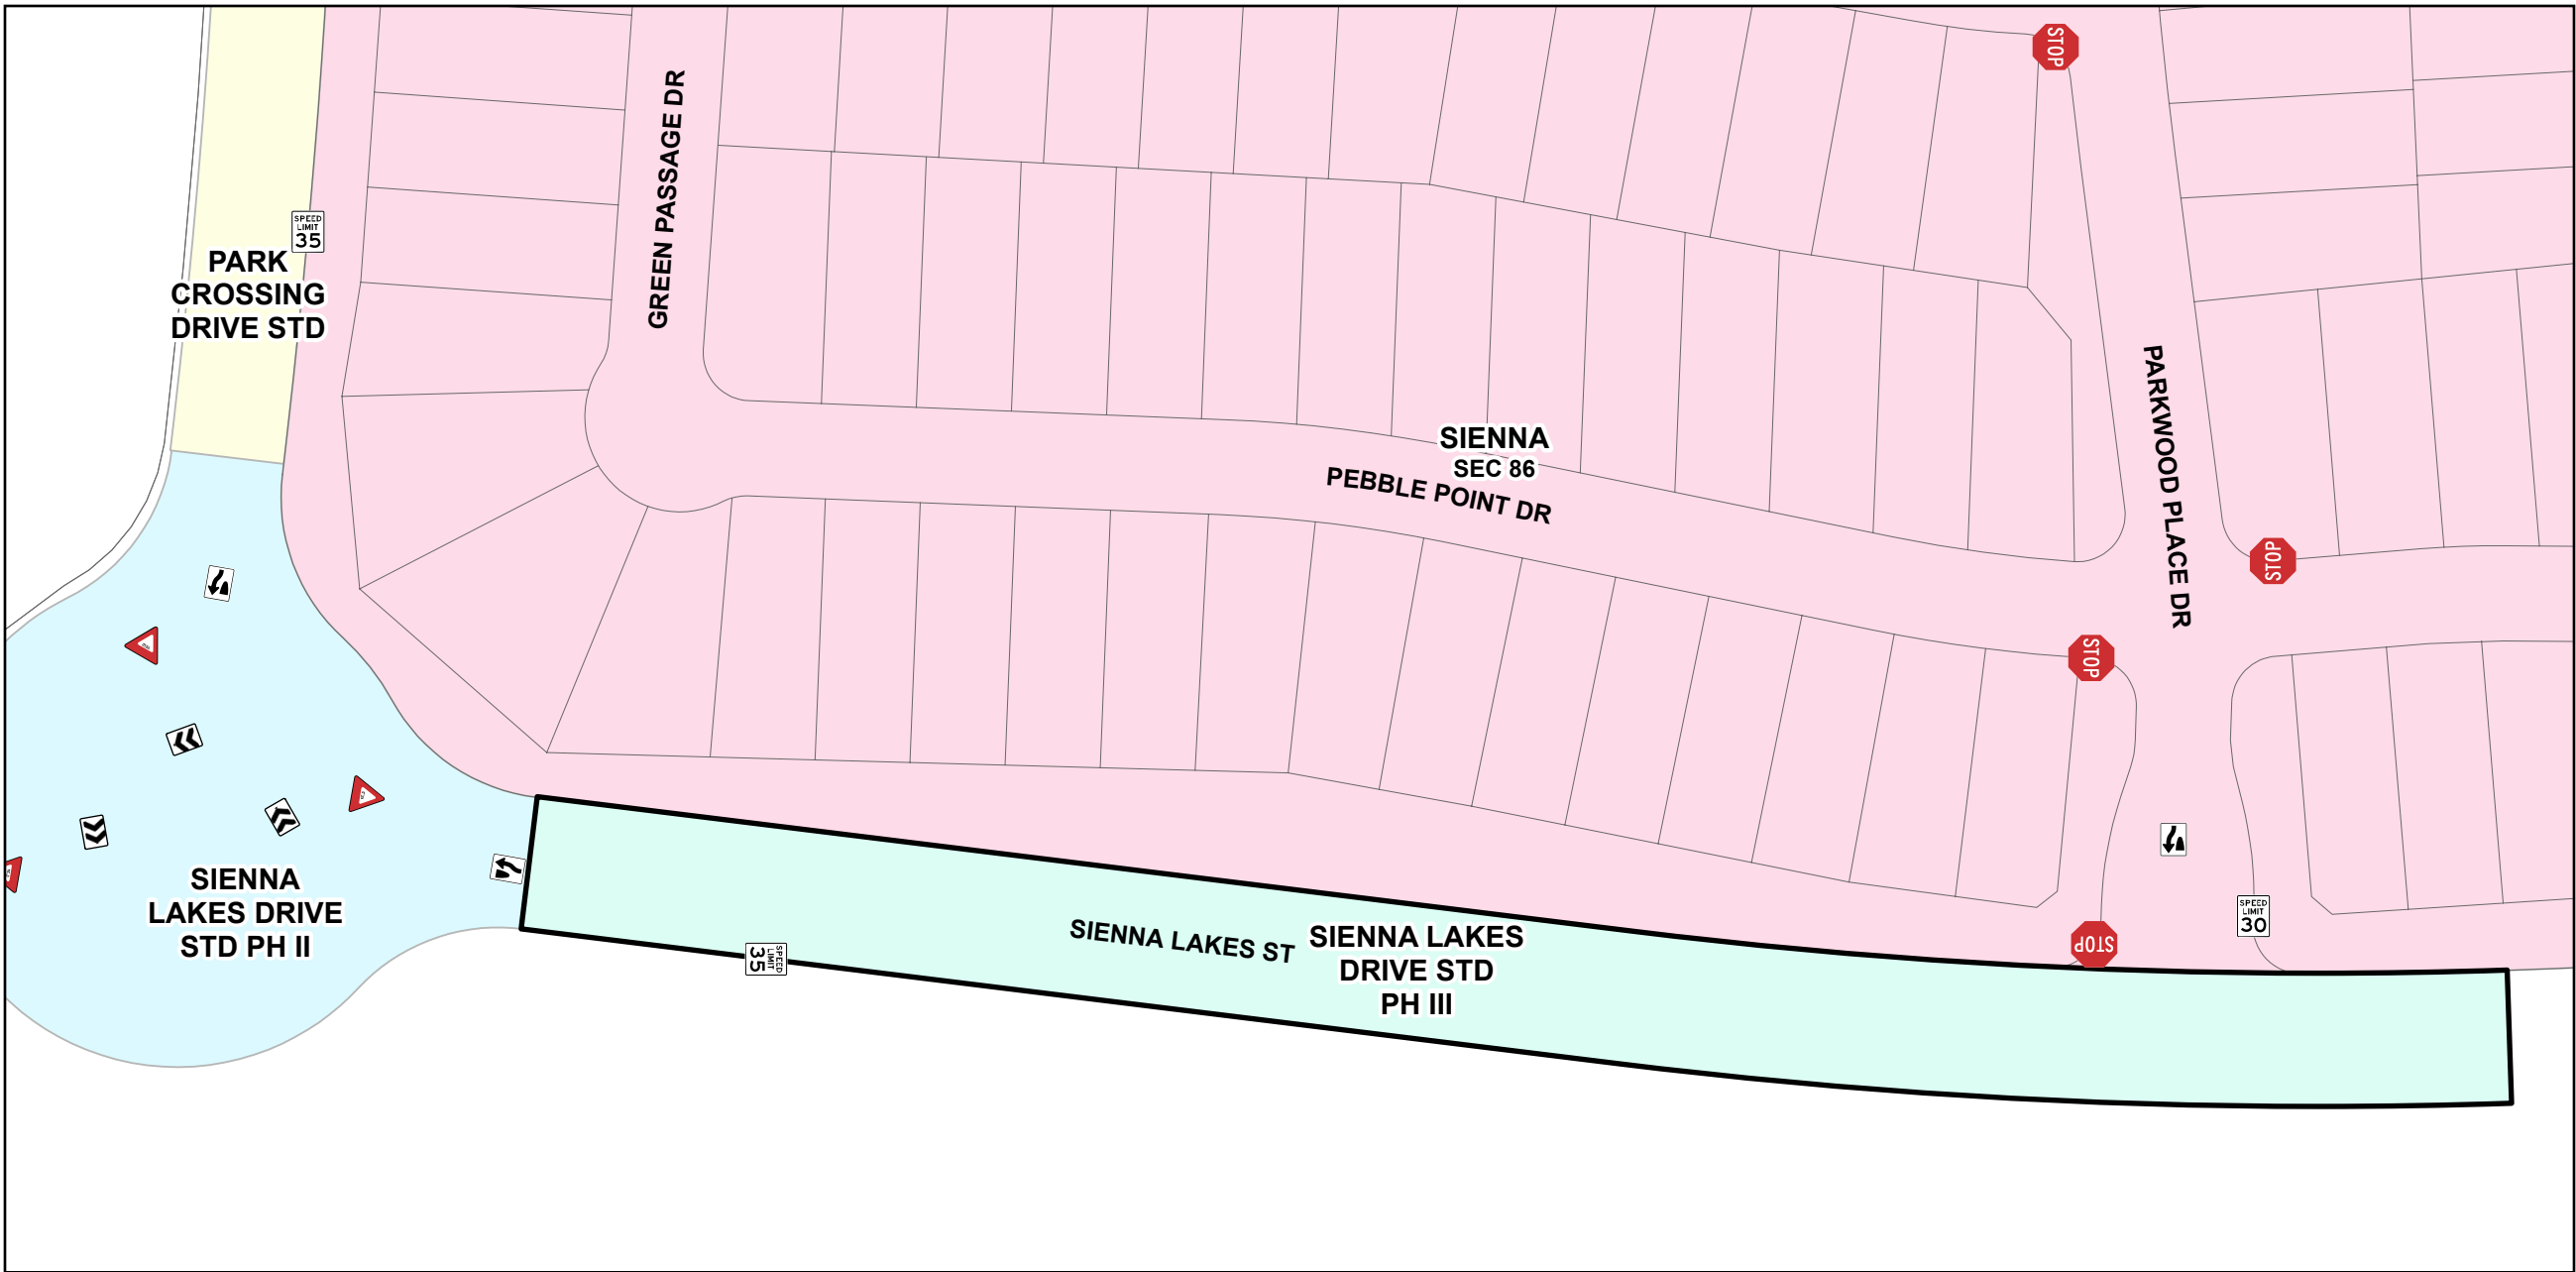 STOP
GREEN PASSAGE DR
SPEED
LIMIT
35
PARK
CROSSING
DRIVE STD
SIENNA
SEC 86
PEBBLE POINT DR
PARKWOOD PLACE DR
STOP
STOP
SIENNA
LAKES DRIVE
STD PH II
SPEED
LIMIT
30
STOP
SPEED
LIMIT
35
SIENNA LAKES ST
SIENNA LAKES
DRIVE STD
PH III